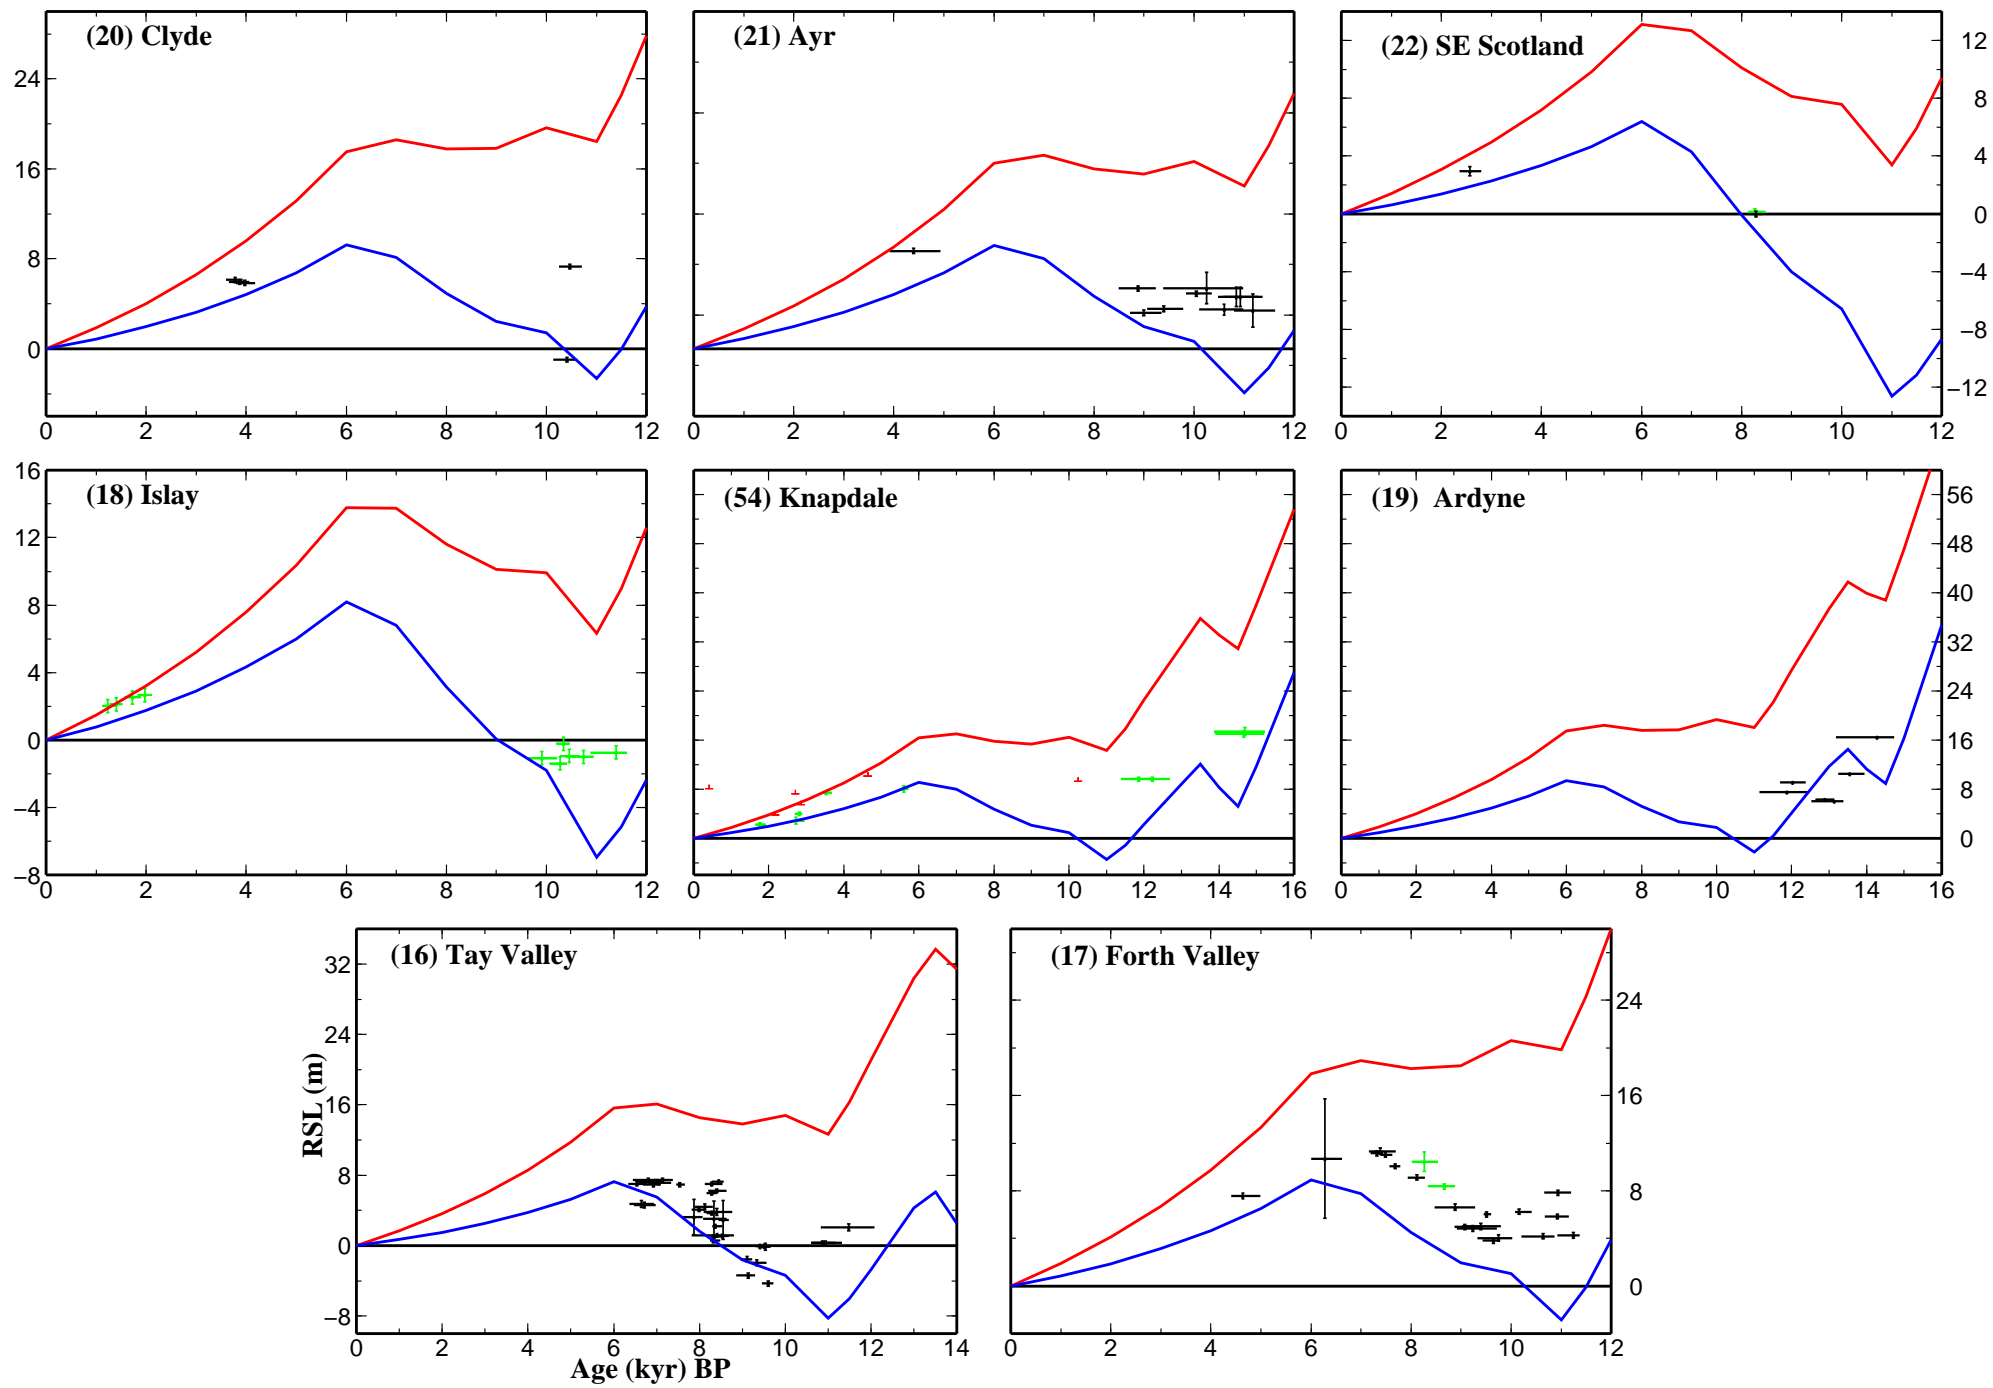 (20) Clyde
(21) Ayr
(22) SE Scotland
24
16
8
0
12
8
4
0
−4
−8
−12
0 2 4 6 8 10 12
0 2 4 6 8 10 12
0 2 4 6 8 10 12
(18) Islay
(54) Knapdale
(19) Ardyne
16
12
8
4
0
−4
−8
56
48
40
32
24
16
8
0
0 2 4 6 8 10 12
0 2 4 6 8 10 12 14 16
0 2 4 6 8 10 12 14 16
(16) Tay Valley
(17) Forth Valley
RSL (m)
32
24
16
8
0
−8
24
16
8
0
0 2 4 6 8 10 12 14
0 2 4 6 8 10 12
Age (kyr) BP